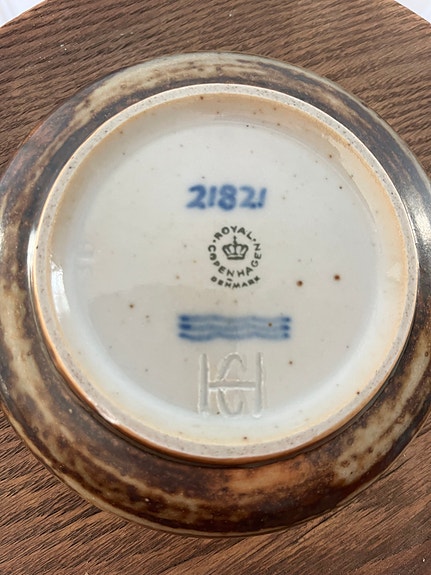 21821
ROYAL
COPENHAGEN
DENMARK